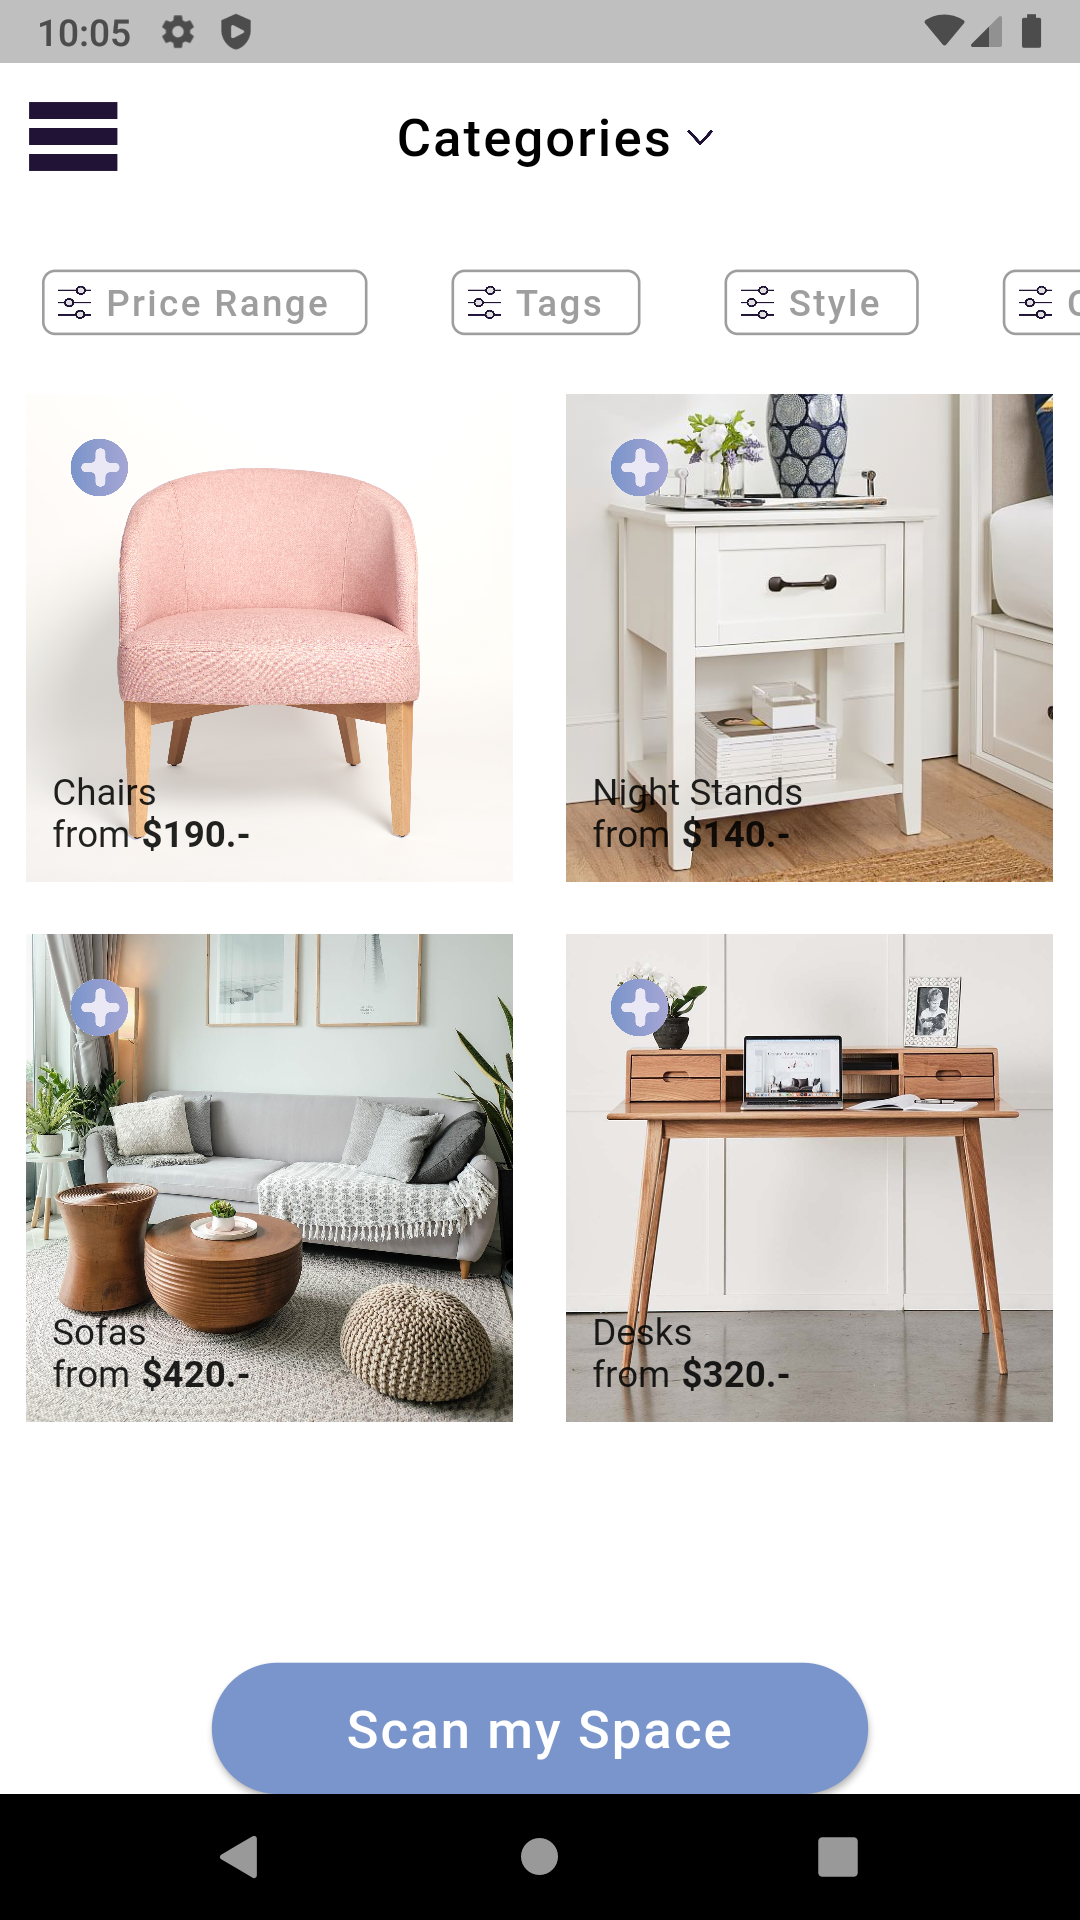 10:05
Categories
Price Range
Tags
Style
Chairs
from $190.-
Night Stands
from $140.-
Sofas
from $420.-
Desks
from $320.-
Scan my Space